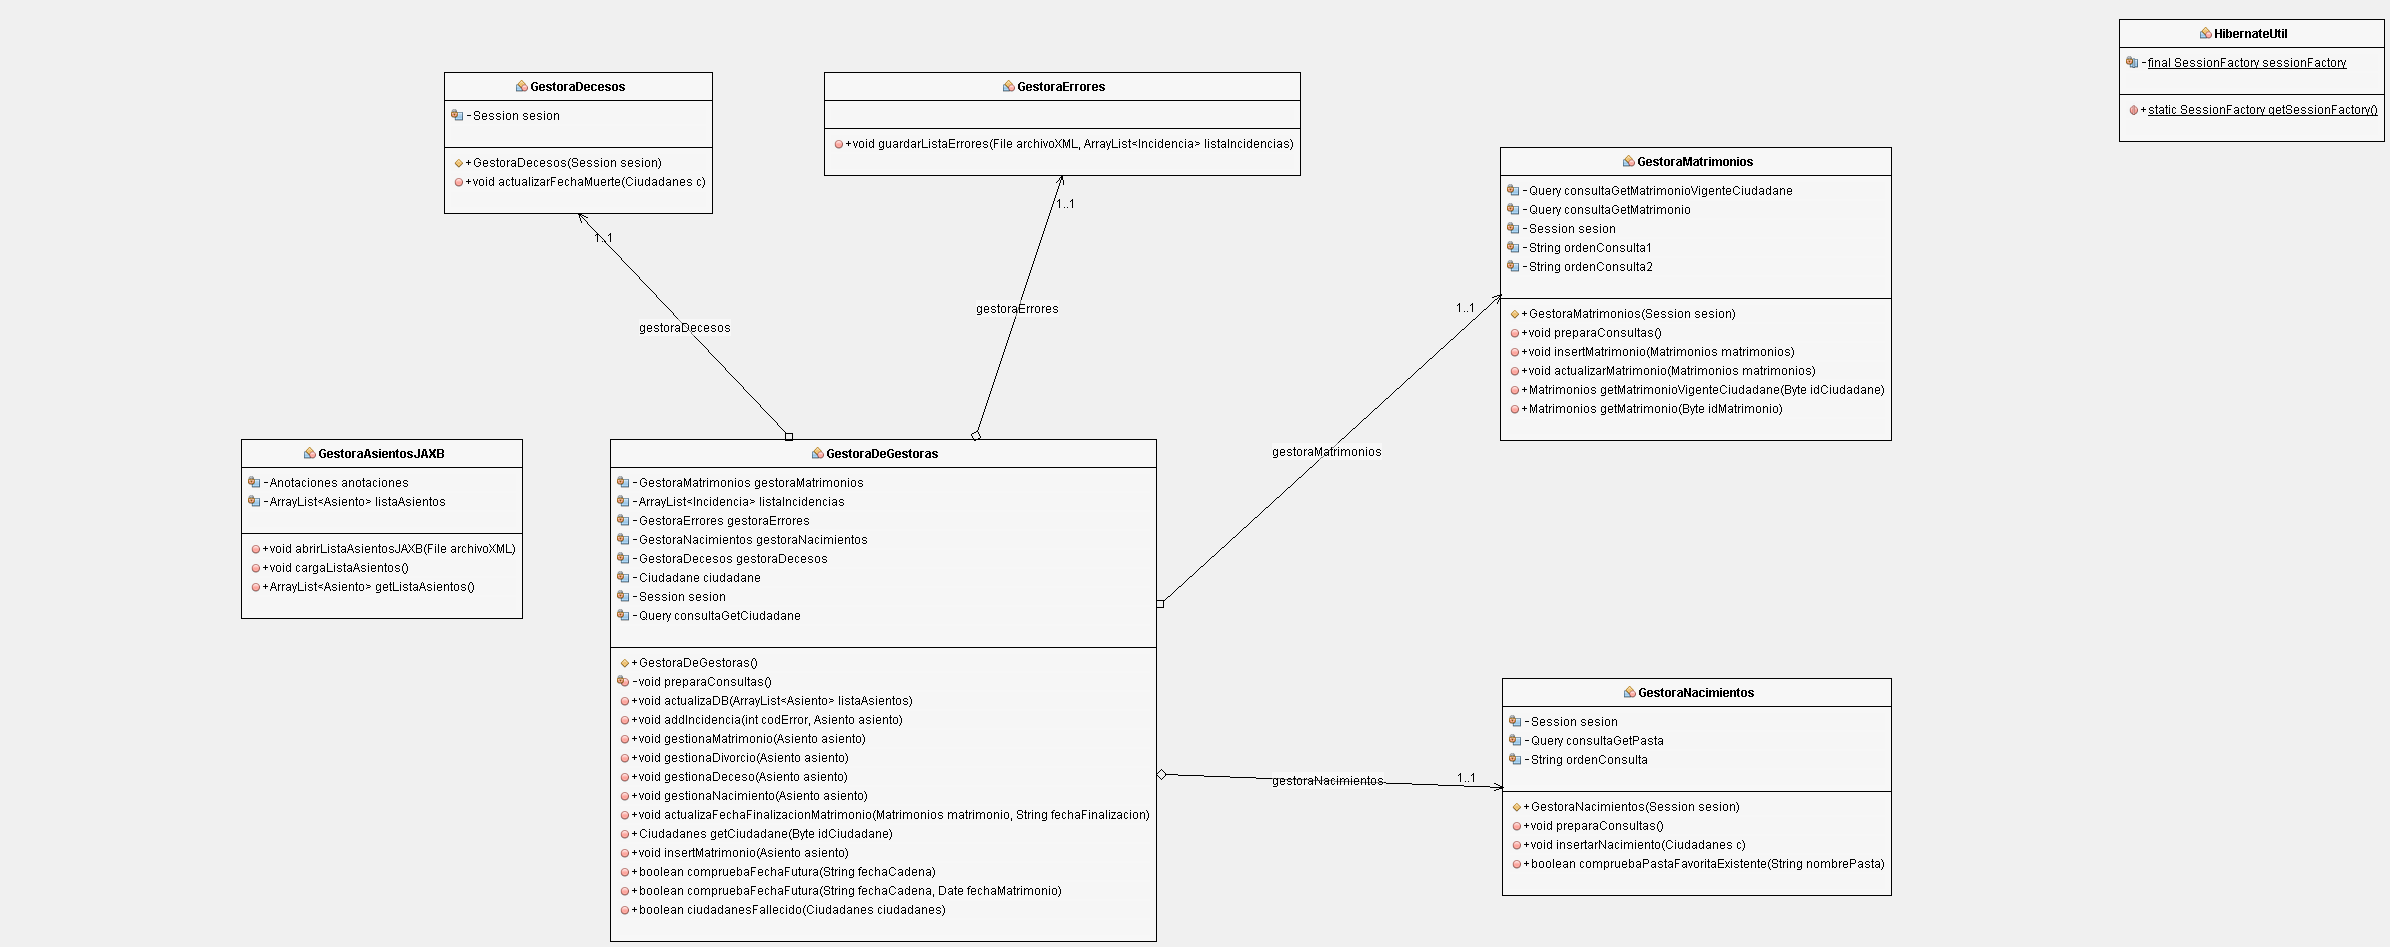 HibernateUtil
-final SessionFactory sessionFactory
+static SessionFactory getSessionFactory()
GestoraDecesos
-Session sesion
+GestoraDecesos(Session sesion)
+void actualizarFechaMuerte(Ciudadanes c)
GestoraErrores
+void guardarListaErrores(File archivoXML, ArrayList<Incidencia> listaIncidencias)
GestoraMatrimonios
-Query consultaGetMatrimonioVigenteCiudadane
-Query consultaGetMatrimonio
-Session sesion
-String ordenConsulta1
-String ordenConsulta2
+GestoraMatrimonios(Session sesion)
+void preparaConsultas()
+void insertMatrimonio(Matrimonios matrimonios)
+void actualizarMatrimonio(Matrimonios matrimonios)
+Matrimonios getMatrimonioVigenteCiudadane(Byte idCiudadane)
+Matrimonios getMatrimonio(Byte idMatrimonio)
1..1
1..1
1..1
gestoraDecesos
gestoraErrores
gestoraMatrimonios
GestoraAsientosJAXB
-Anotaciones anotaciones
-ArrayList<Asiento> listaAsientos
+void abrirListaAsientosJAXB(File archivoXML)
+void cargaListaAsientos()
+ArrayList<Asiento> getListaAsientos()
GestoraDeGestoras
-GestoraMatrimonios gestoraMatrimonios
-ArrayList<Incidencia> listaIncidencias
-GestoraErrores gestoraErrores
-GestoraNacimientos gestoraNacimientos
-GestoraDecesos gestoraDecesos
-Ciudadane ciudadane
-Session sesion
-Query consultaGetCiudadane
+GestoraDeGestoras()
-void preparaConsultas()
+void actualizaDB(ArrayList<Asiento> listaAsientos)
+void addIncidencia(int codError, Asiento asiento)
+void gestionaMatrimonio(Asiento asiento)
+void gestionaDivorcio(Asiento asiento)
+void gestionaDeceso(Asiento asiento)
+void gestionaNacimiento(Asiento asiento)
+void actualizaFechaFinalizacionMatrimonio(Matrimonios matrimonio, String fechaFinalizacion)
+Ciudadanes getCiudadane(Byte idCiudadane)
+void insertMatrimonio(Asiento asiento)
+boolean compruebaFechaFutura(String fechaCadena)
+boolean compruebaFechaFutura(String fechaCadena, Date fechaMatrimonio)
+boolean ciudadanesFallecido(Ciudadanes ciudadanes)
gestoraNacimientos
1..1
GestoraNacimientos
-Session sesion
-Query consultaGetPasta
-String ordenConsulta
+GestoraNacimientos(Session sesion)
+void preparaConsultas()
+void insertarNacimiento(Ciudadanes c)
+boolean compruebaPastaFavoritaExistente(String nombrePasta)